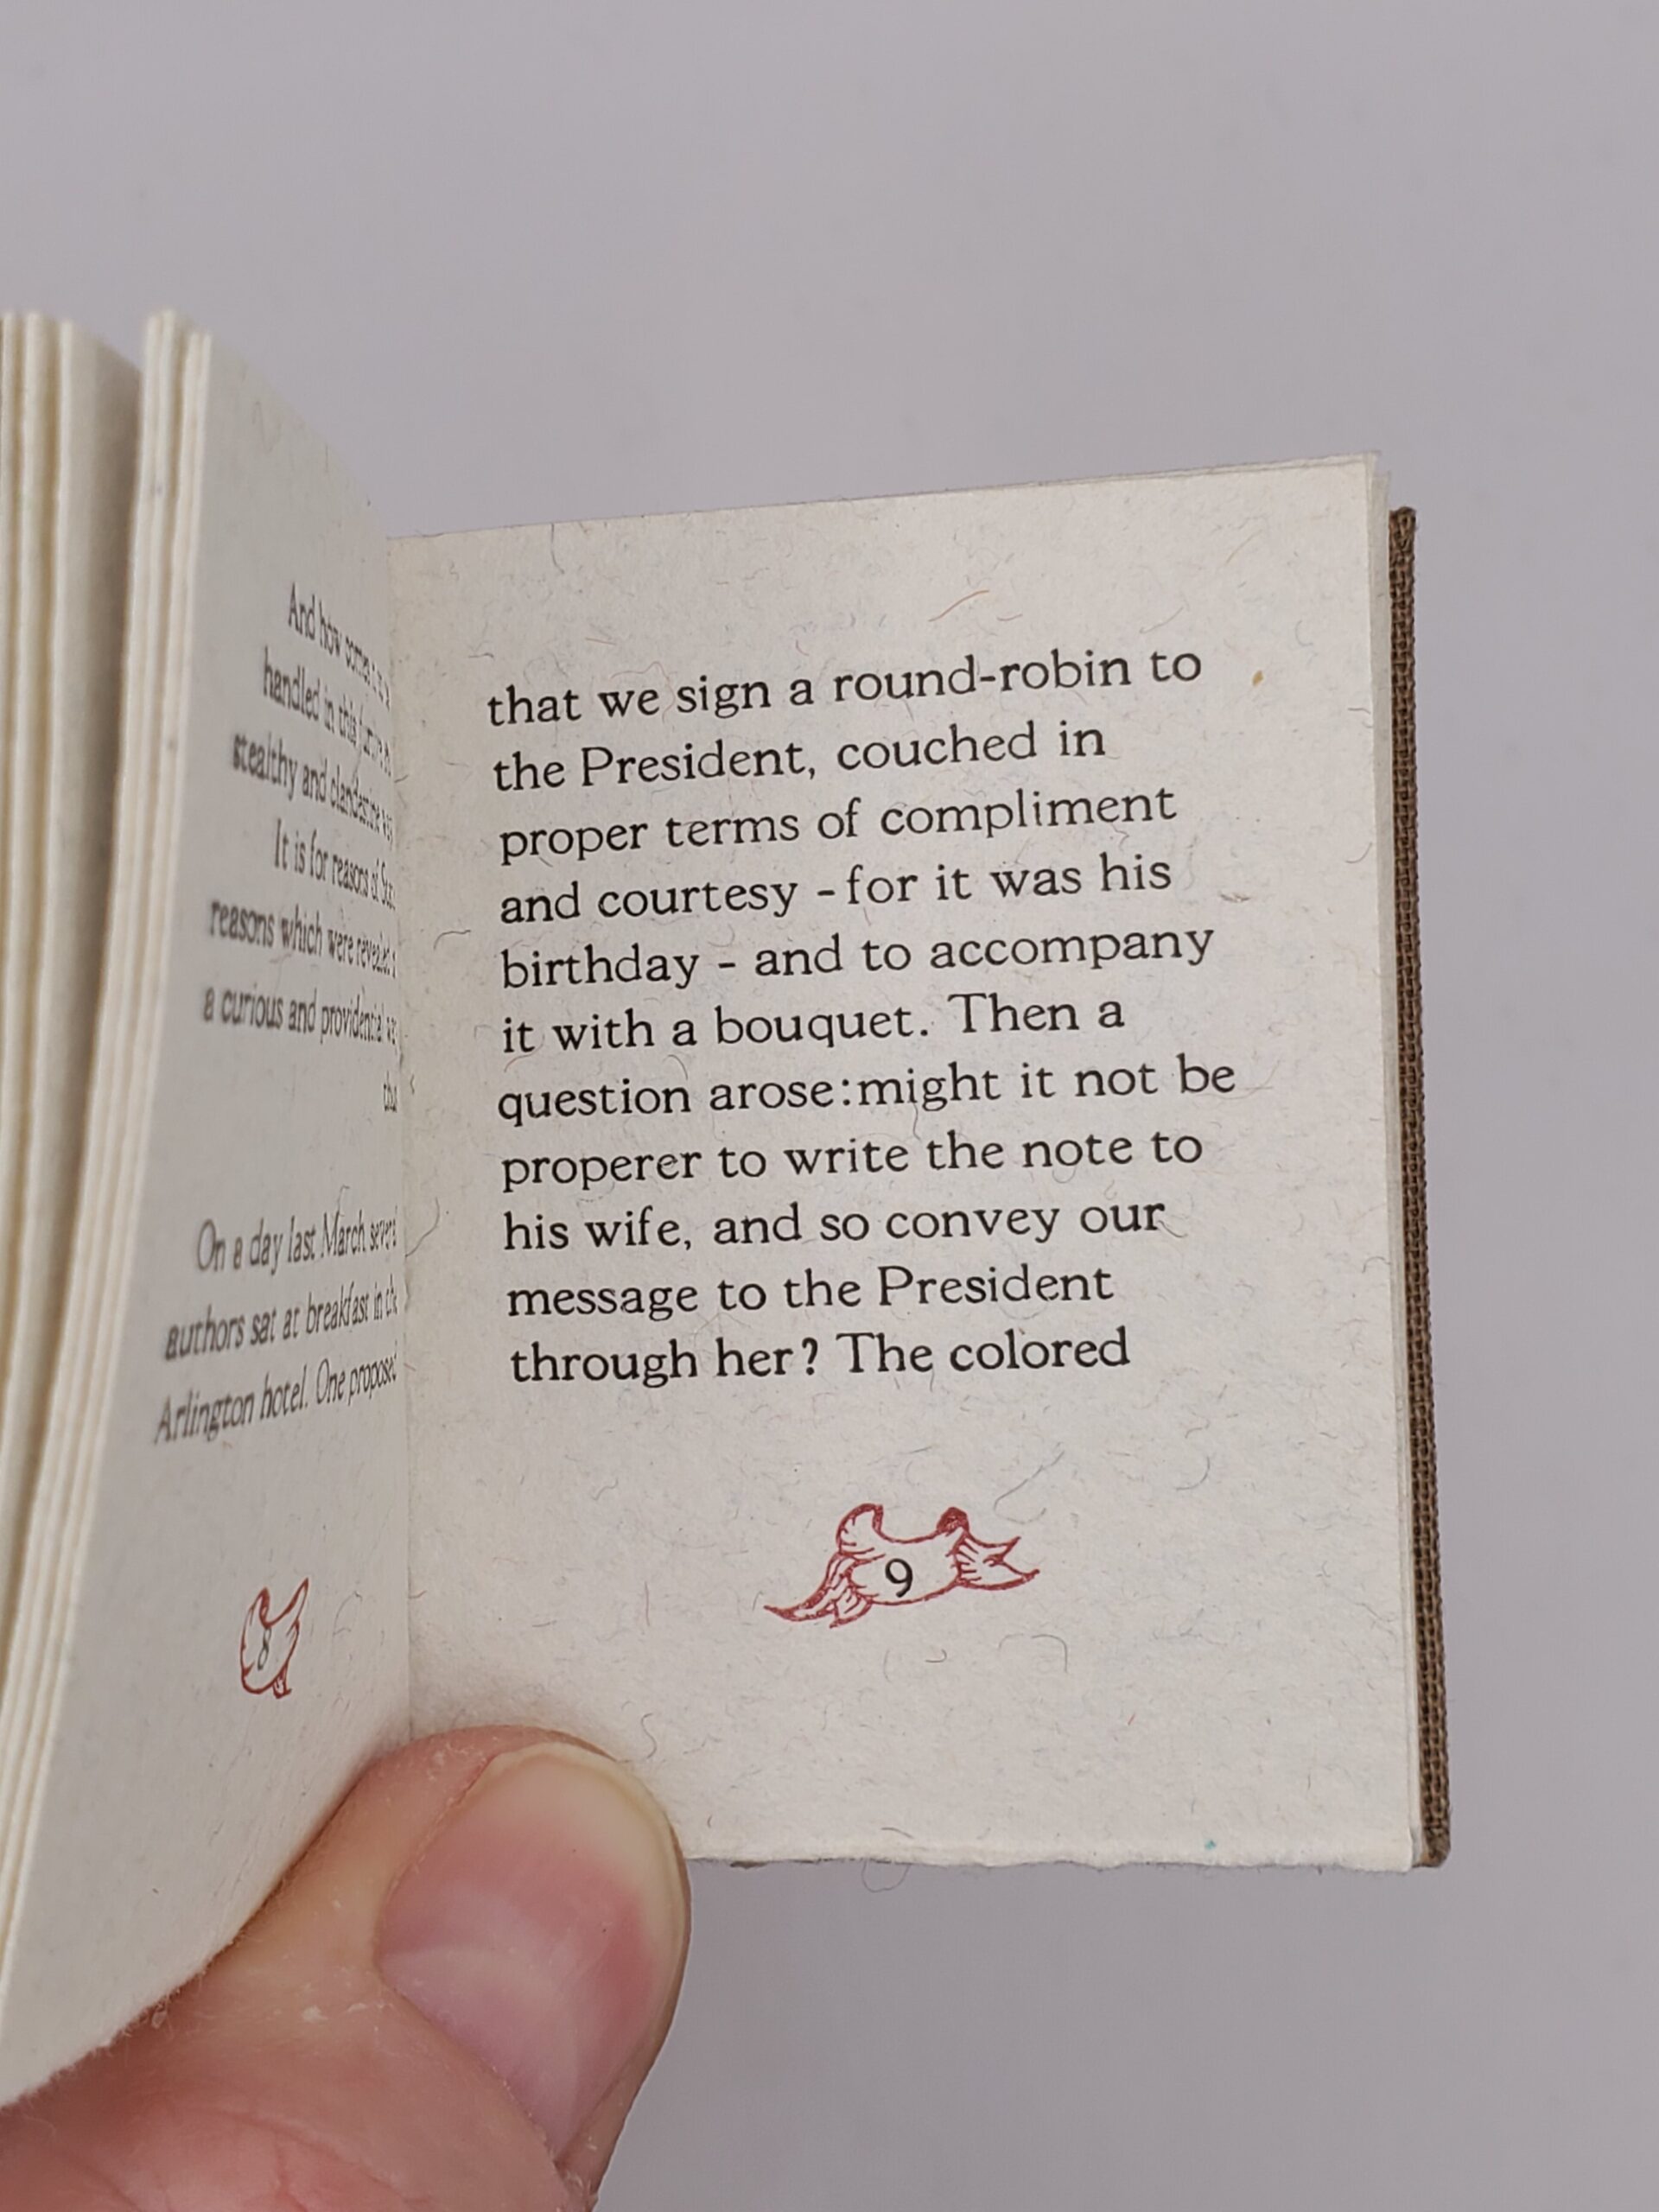 And how comes it
handled in this
stealthy and clandestine way
It is for reasons of
reasons which were revealed
a curious and providential
thu
On a day last March several
authors sat at breakfast in the
Arlington hotel. One proposed
8
that we sign a round-robin to
the President, couched in
proper terms of compliment
and courtesy - for it was his
birthday - and to accompany
it with a bouquet. Then a
question arose:might it not be
properer to write the note to
his wife, and so convey our
message to the President
through her? The colored
9